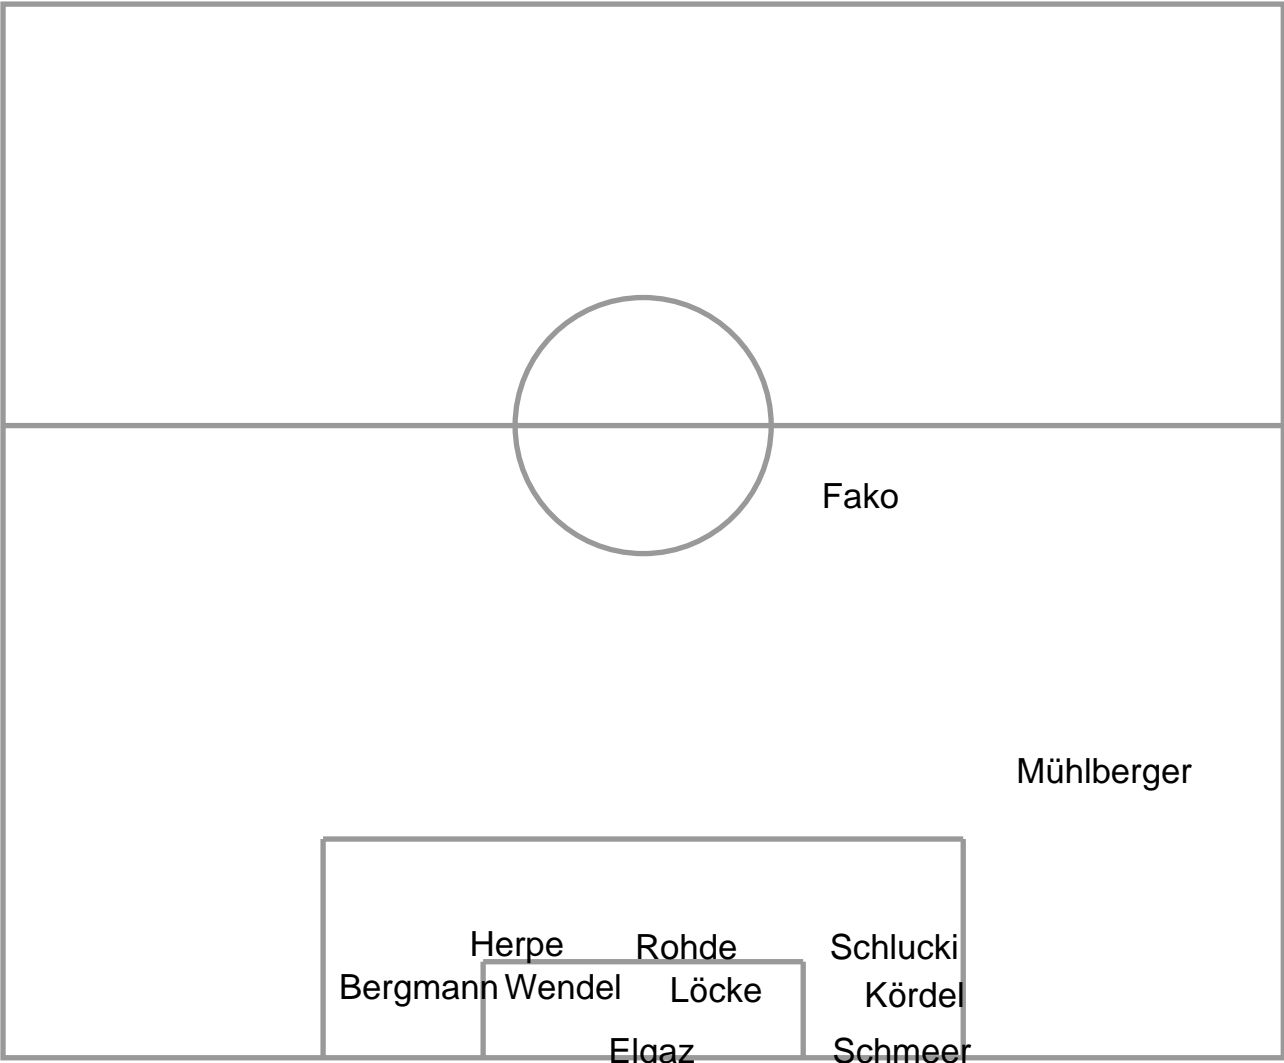 Fako
Mühlberger
Herpe Rohde Schlucki
Bergmann Wendel Löcke Kördel
Elgaz Schmeer